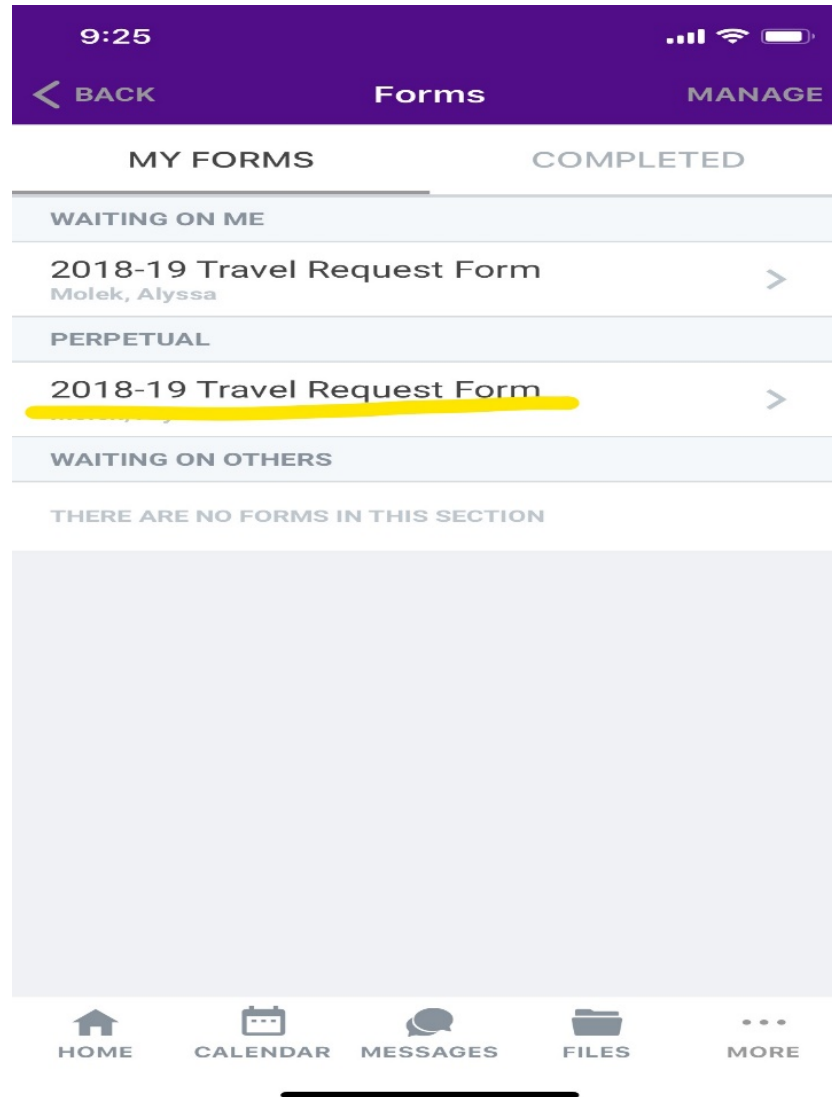 9:25
BACK Forms MANAGE
MY FORMS COMPLETED
WAITING ON ME
2018-19 Travel Request Form
Molek, Alyssa
PERPETUAL
2018-19 Travel Request Form
WAITING ON OTHERS
THERE ARE NO FORMS IN THIS SECTION
HOME CALENDAR MESSAGES FILES MORE